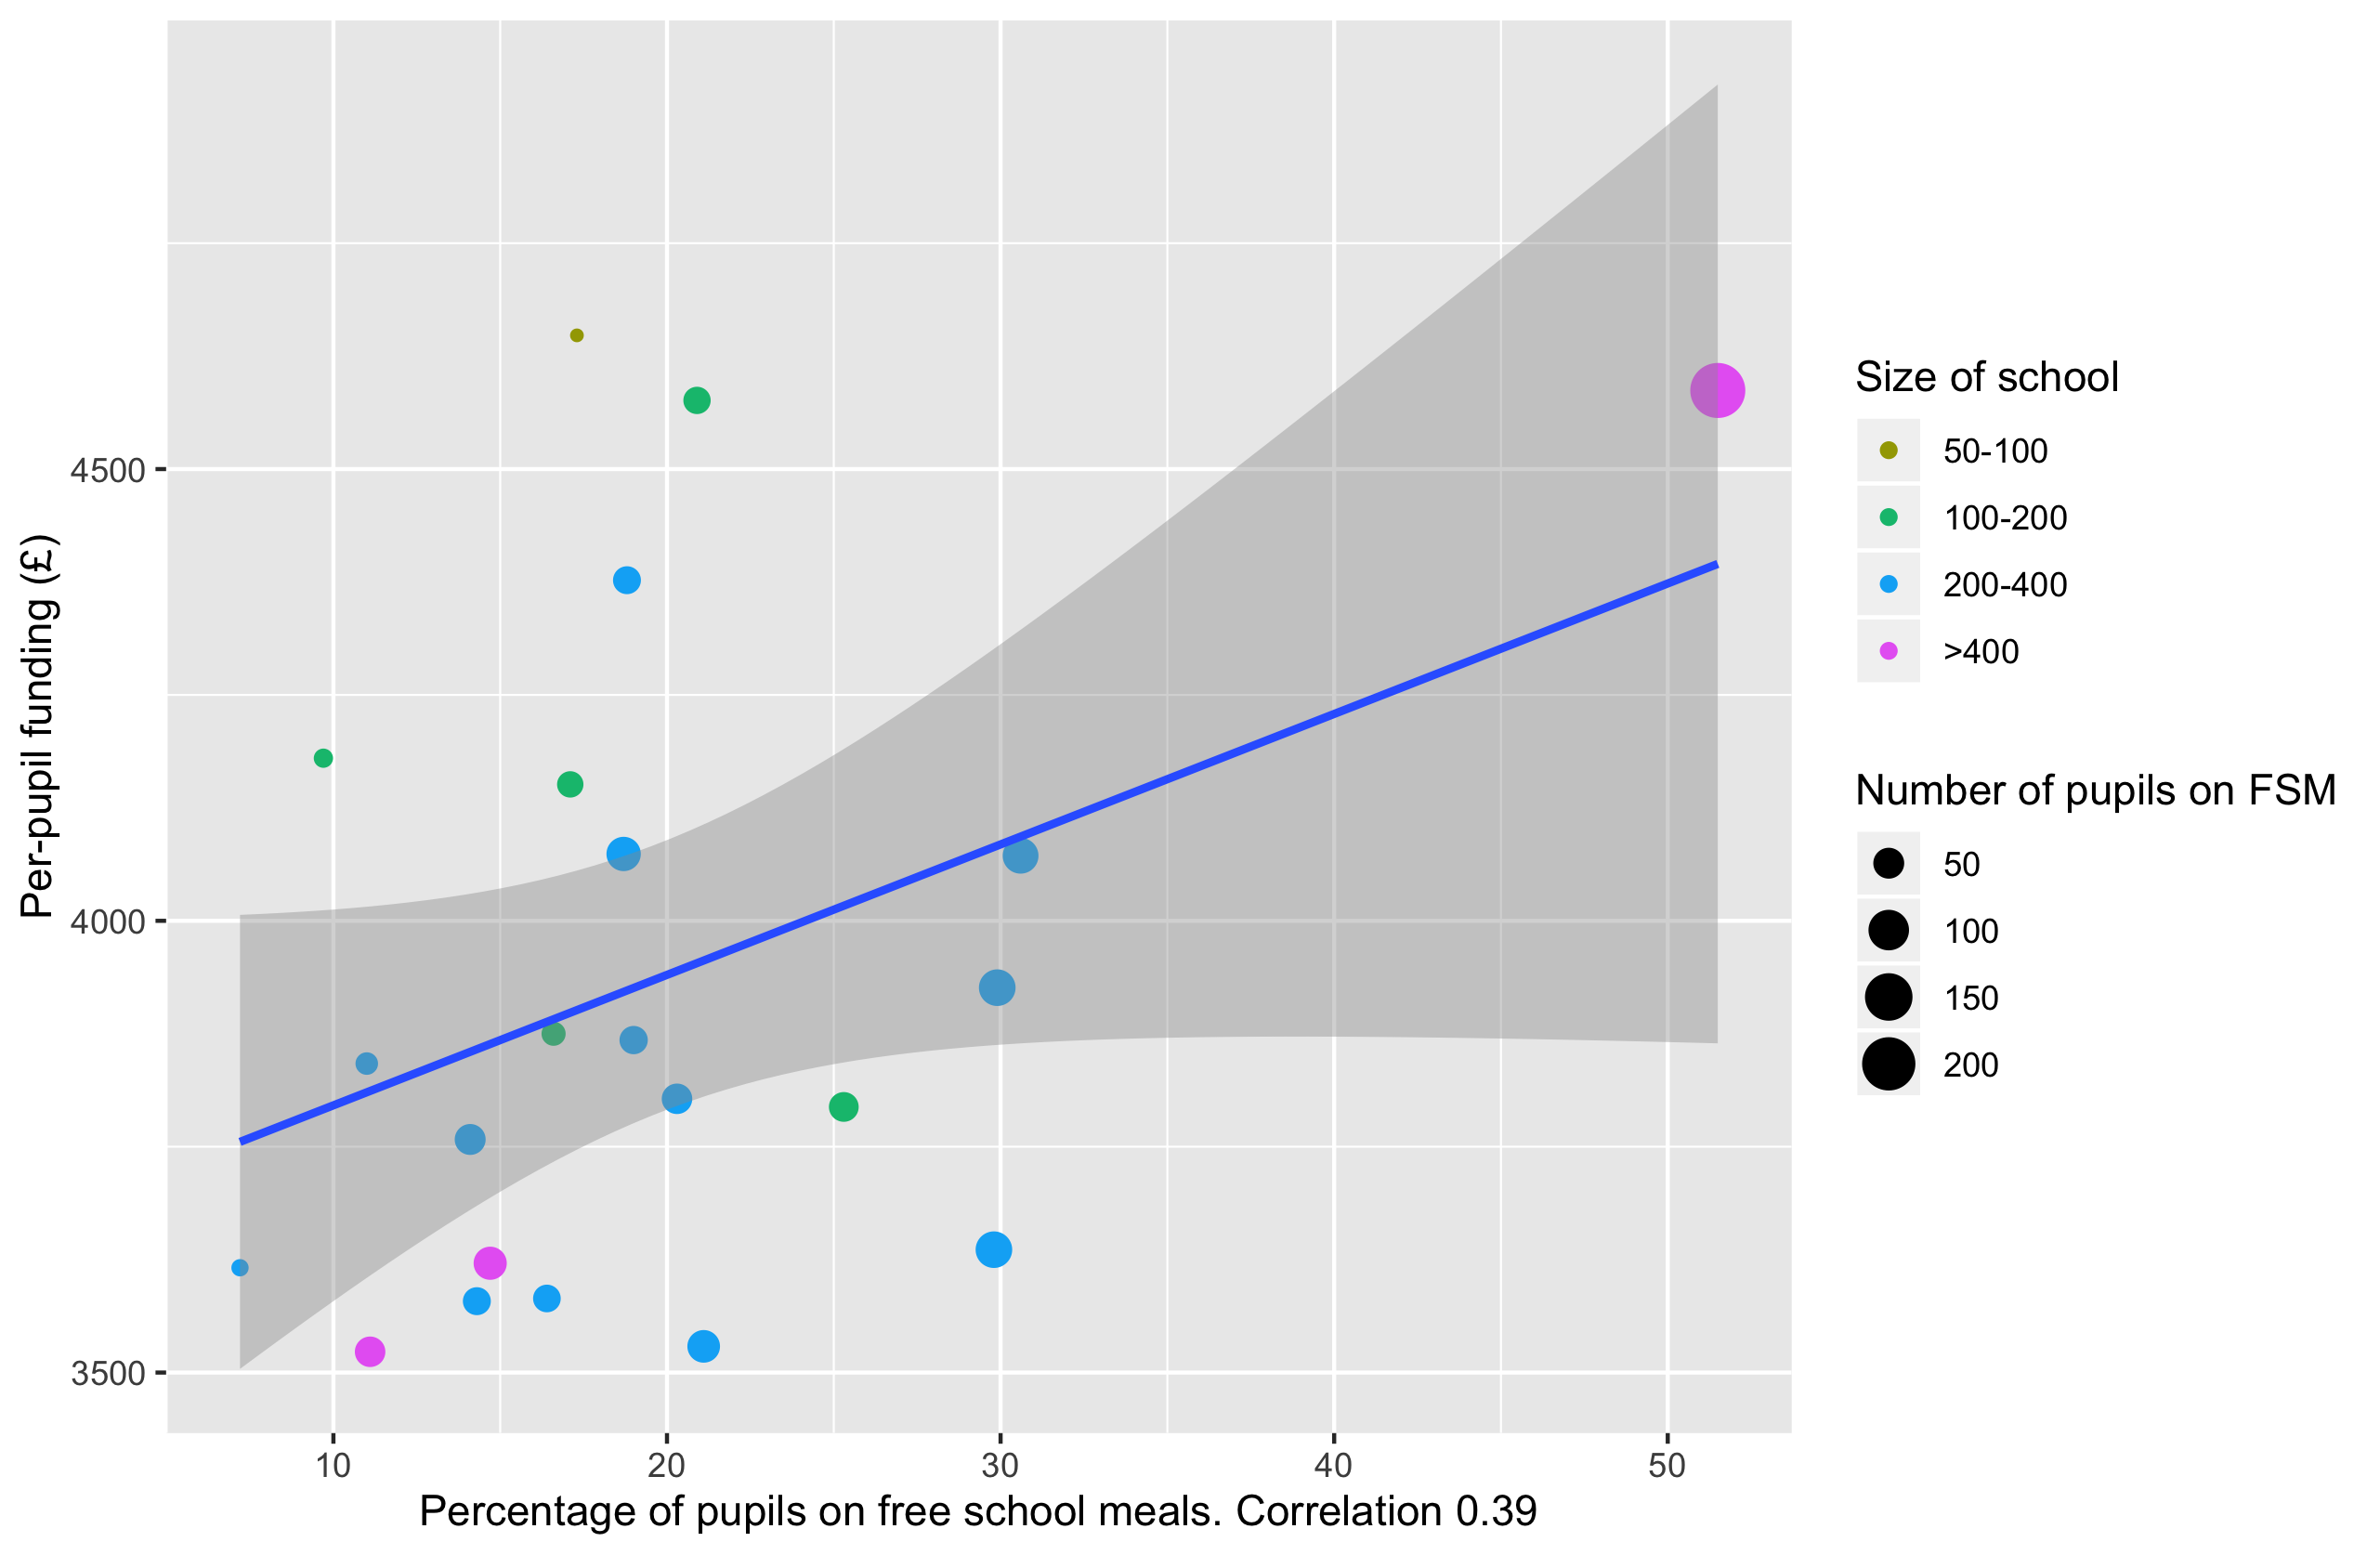 Per-pupil funding (£)
4500
4000
3500
10 20 30 40 50
Percentage of pupils on free school meals. Correlation 0.39
Size of school
50-100
100-200
200-400
>400
Number of pupils on FSM
50
100
150
200